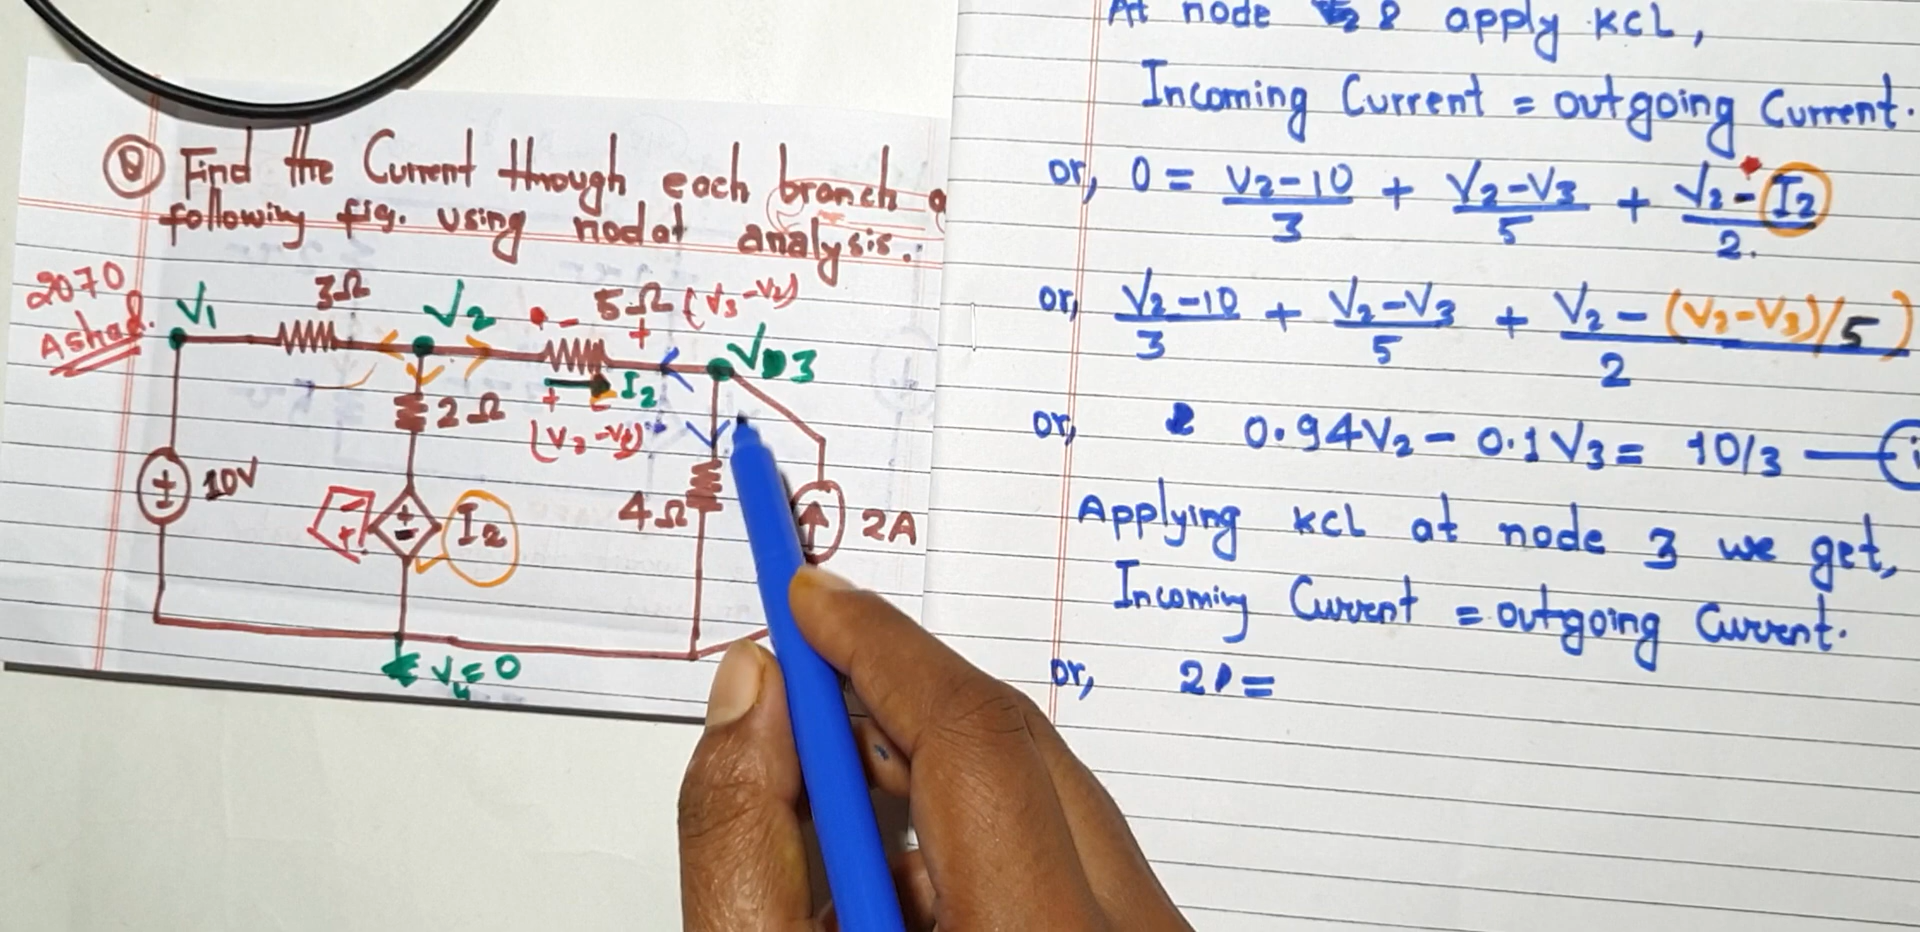 Q Find the Current through each branch
following fig. using nodal analysis.
2070
Ashad.
V₁
3Ω
V₂
5Ω (V₃-V₂)
- +
V3
I₂
+ -
2Ω
10V
- +
I₂
4Ω
2A
V₄=0
At node 2 apply KCL,
Incoming Current = outgoing Current.
or, 0 = (V₂-10)/3 + (V₂-V₃)/5 + (V₂-I₂)/2.
or, (V₂-10)/3 + (V₂-V₃)/5 + (V₂-(V₂-V₃)/5)/2
or, 0.94V₂ - 0.1V₃ = 10/3 — i
Applying KCL at node 3 we get,
Incoming Current = outgoing Current.
or, 2 =